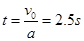 t = v₀/a = 2.5s